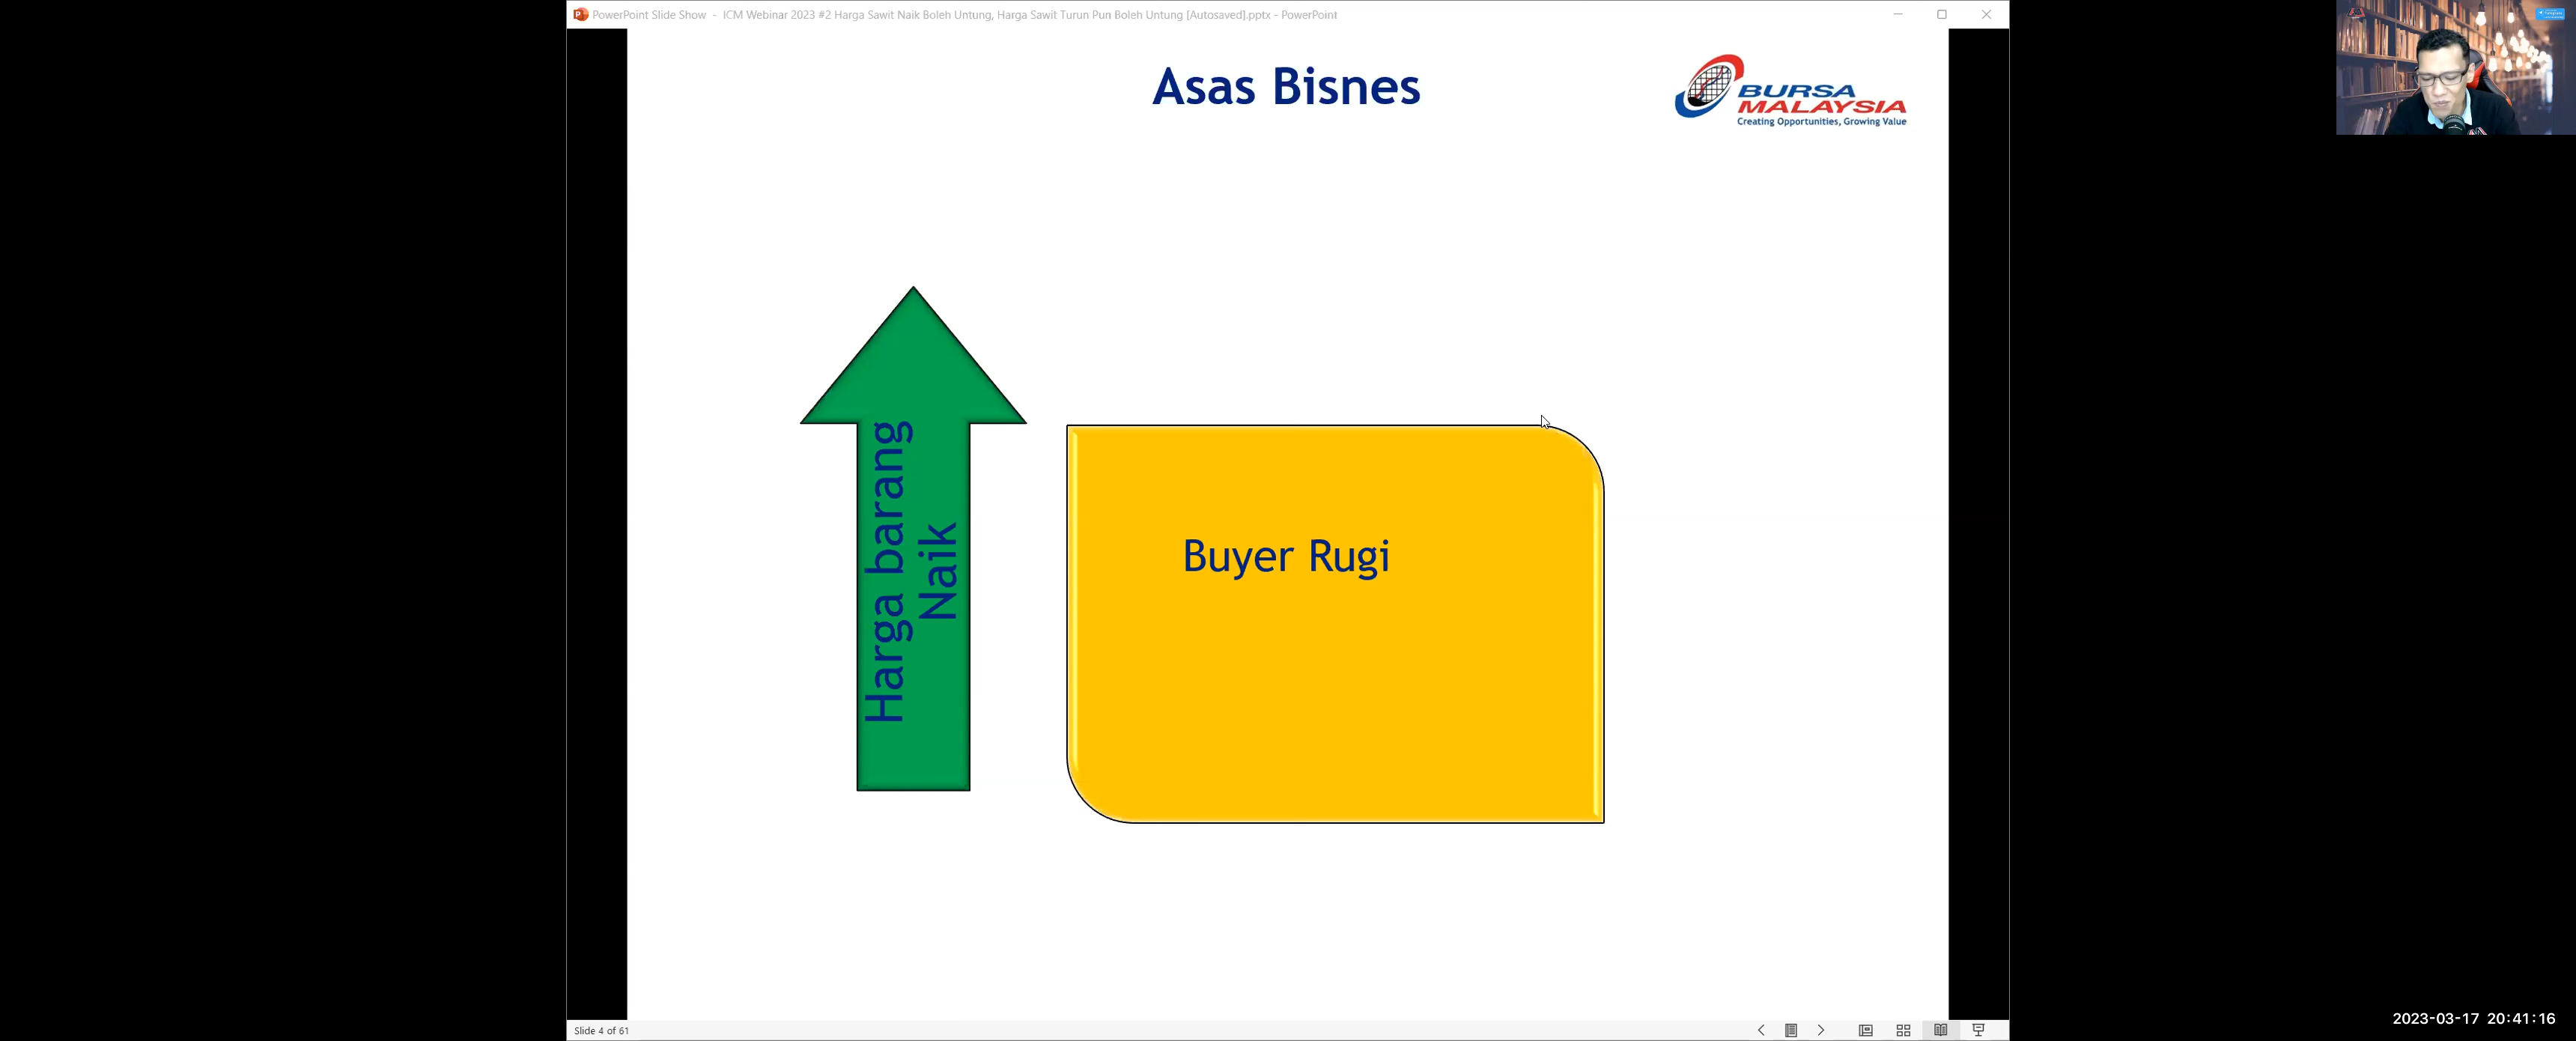 PowerPoint Slide Show - ICM Webinar 2023 #2 Harga Sawit Naik Boleh Untung, Harga Sawit Turun Pun Boleh Untung [Autosaved].pptx - PowerPoint
Asas Bisnes
BURSA
MALAYSIA
Creating Opportunities, Growing Value
Harga barang
Naik
Buyer Rugi
Slide 4 of 61
2023-03-17 20:41:16